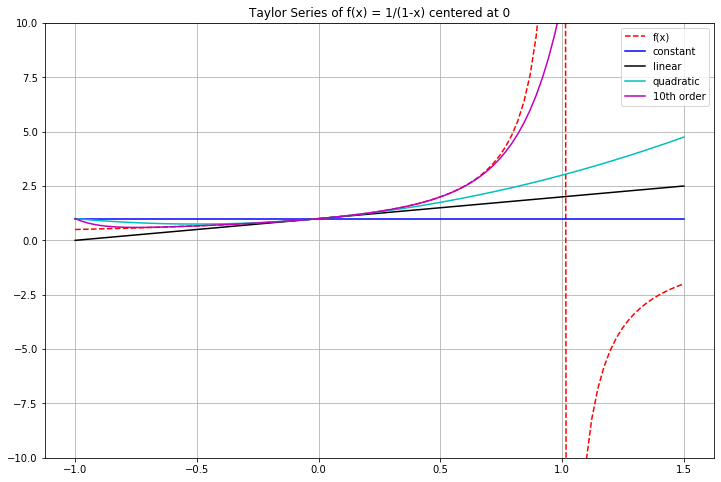 Taylor Series of f(x) = 1/(1-x) centered at 0
10.0
7.5
5.0
2.5
0.0
−2.5
−5.0
−7.5
−10.0
−1.0
−0.5
0.0
0.5
1.0
1.5
f(x)
constant
linear
quadratic
10th order